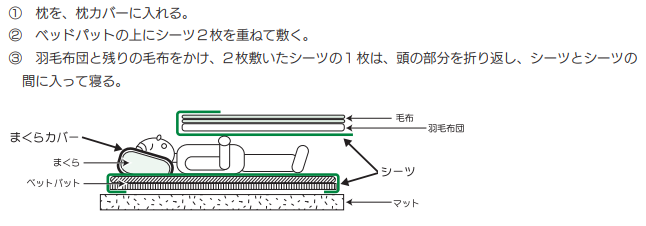 ① 枕を、枕カバーに入れる。
② ベッドパットの上にシーツ２枚を重ねて敷く。
③ 羽毛布団と残りの毛布をかけ、２枚敷いたシーツの１枚は、頭の部分を折り返し、シーツとシーツの
間に入って寝る。
毛布
羽毛布団
まくらカバー
まくら
シーツ
ベットパット
マット